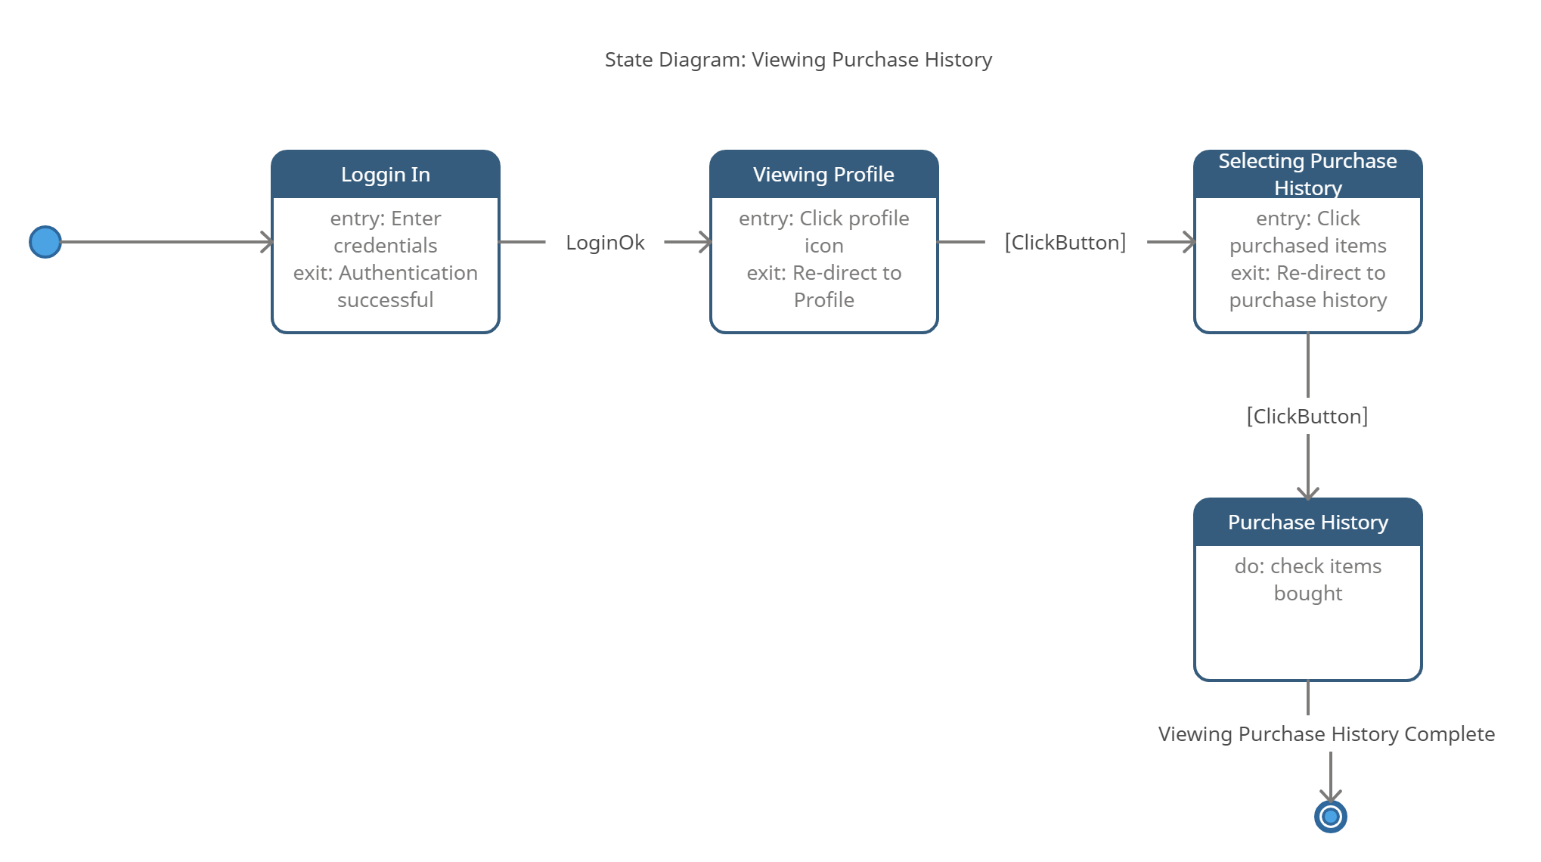 State Diagram: Viewing Purchase History
Loggin In
entry: Enter
credentials
exit: Authentication
successful
LoginOk
Viewing Profile
entry: Click profile
icon
exit: Re-direct to
Profile
[ClickButton]
Selecting Purchase
History
entry: Click
purchased items
exit: Re-direct to
purchase history
[ClickButton]
Purchase History
do: check items
bought
Viewing Purchase History Complete